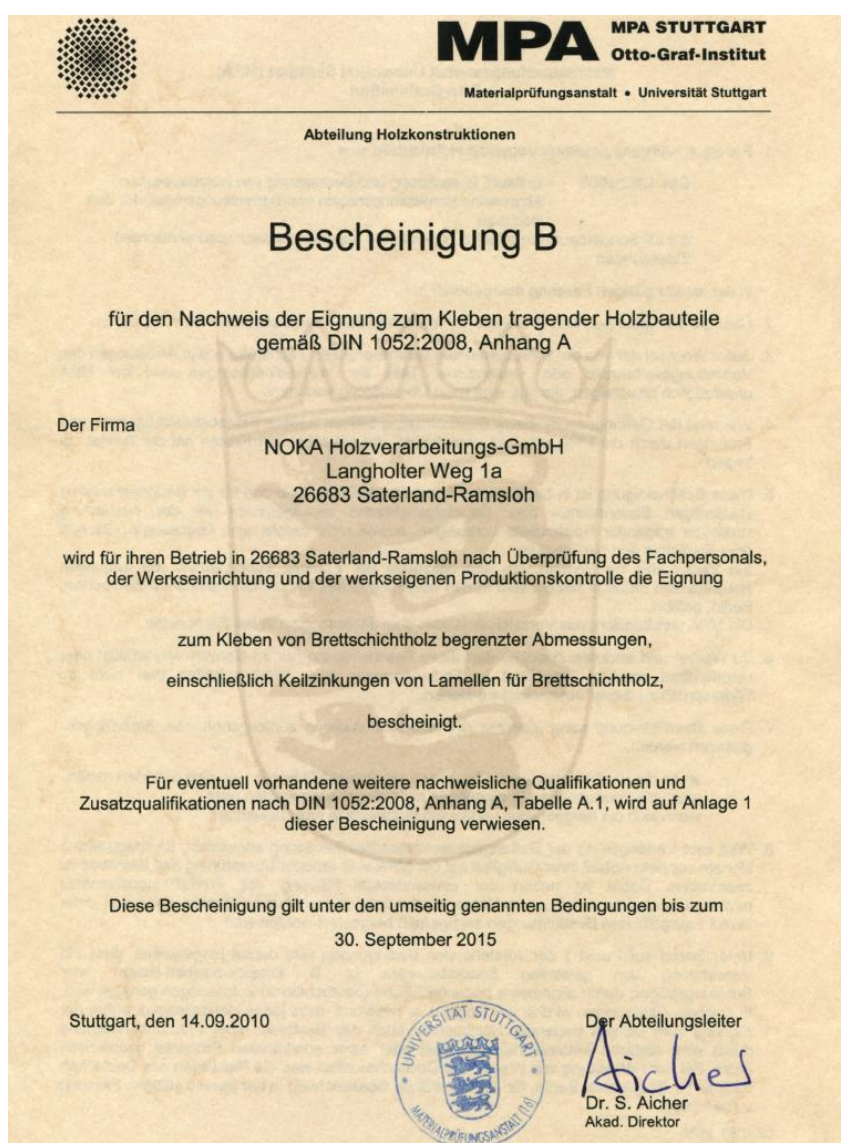 MPA
MPA STUTTGART
Otto-Graf-Institut
Materialprüfungsanstalt • Universität Stuttgart
Abteilung Holzkonstruktionen
Bescheinigung B
für den Nachweis der Eignung zum Kleben tragender Holzbauteile
gemäß DIN 1052:2008, Anhang A
Der Firma
NOKA Holzverarbeitungs-GmbH
Langholter Weg 1a
26683 Saterland-Ramsloh
wird für ihren Betrieb in 26683 Saterland-Ramsloh nach Überprüfung des Fachpersonals,
der Werkseinrichtung und der werkseigenen Produktionskontrolle die Eignung
zum Kleben von Brettschichtholz begrenzter Abmessungen,
einschließlich Keilzinkungen von Lamellen für Brettschichtholz,
bescheinigt.
Für eventuell vorhandene weitere nachweisliche Qualifikationen und
Zusatzqualifikationen nach DIN 1052:2008, Anhang A, Tabelle A.1, wird auf Anlage 1
dieser Bescheinigung verwiesen.
Diese Bescheinigung gilt unter den umseitig genannten Bedingungen bis zum
30. September 2015
Stuttgart, den 14.09.2010
UNIVERSITÄT STUTTGART
MATERIALPRÜFUNGSANSTALT (16)
Der Abteilungsleiter
Aicher
Dr. S. Aicher
Akad. Direktor